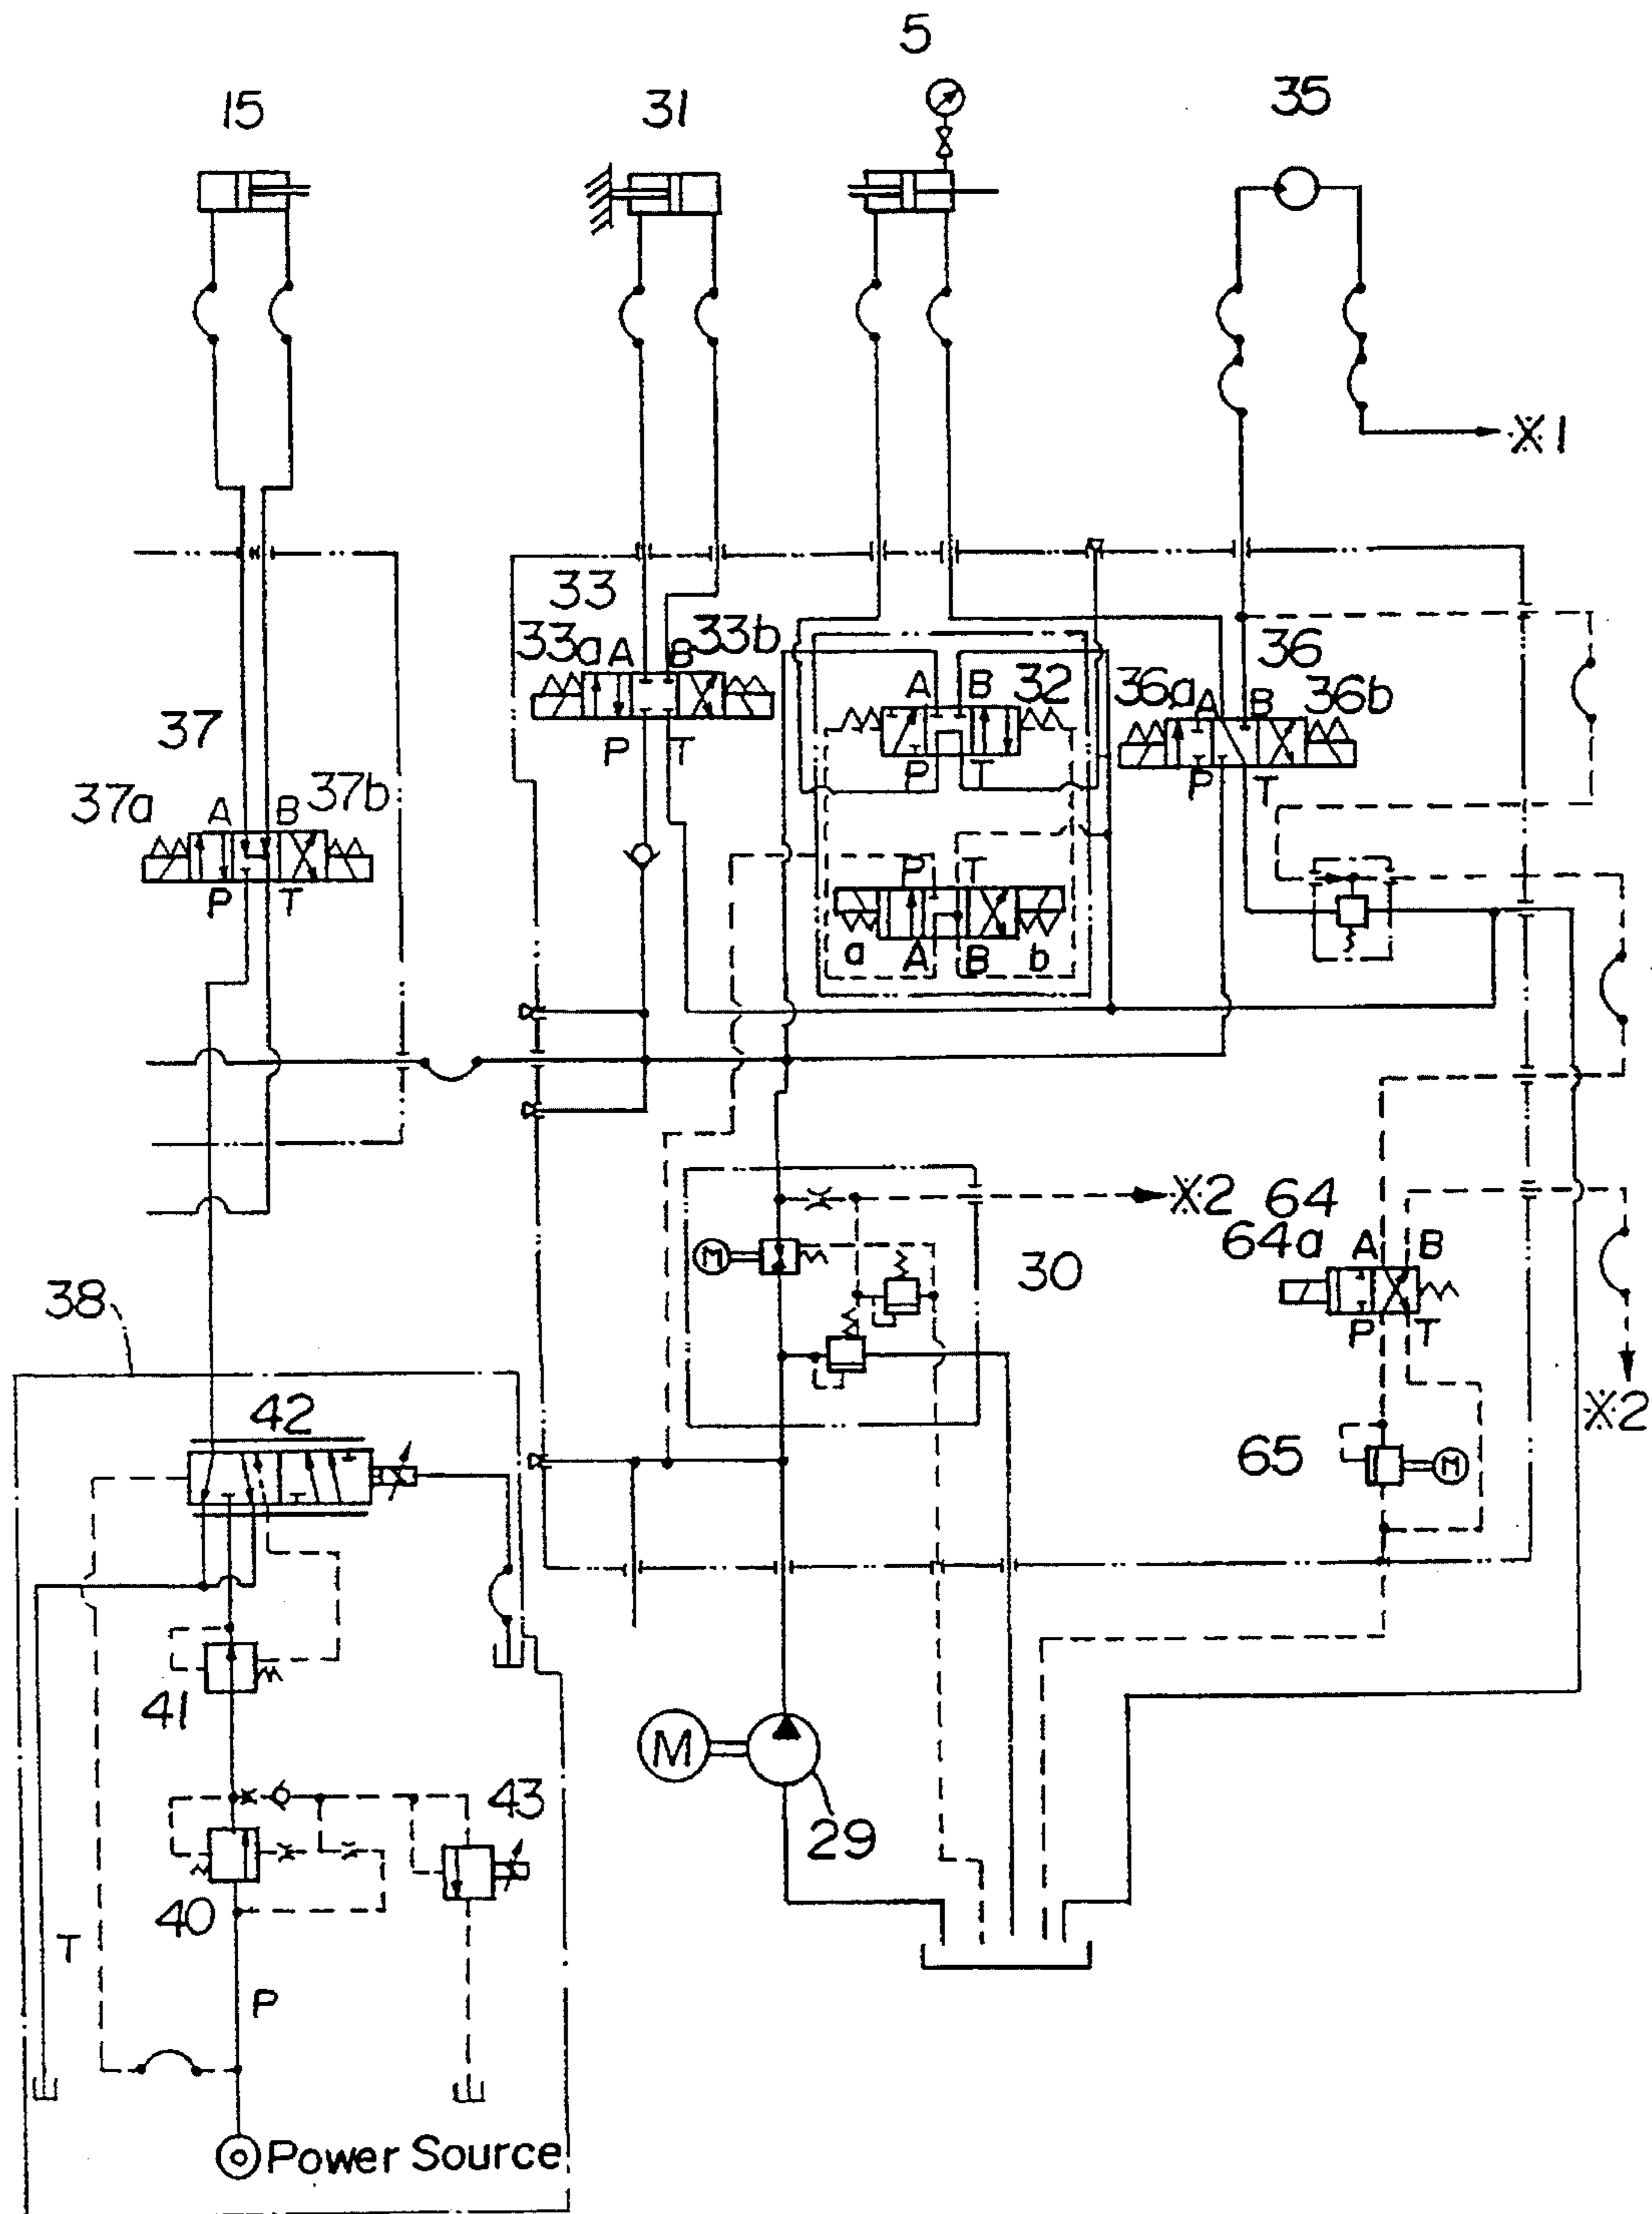 5
15
31
35
※1
33
33a A B 33b
P T
A B 32
P T
36
36a A B 36b
P T
37
37a A B 37b
P T
P T
a A B b
※2
64
64a A B
P T
30
※2
38
42
65
M
M
41
M
29
43
40
T
P
Power Source